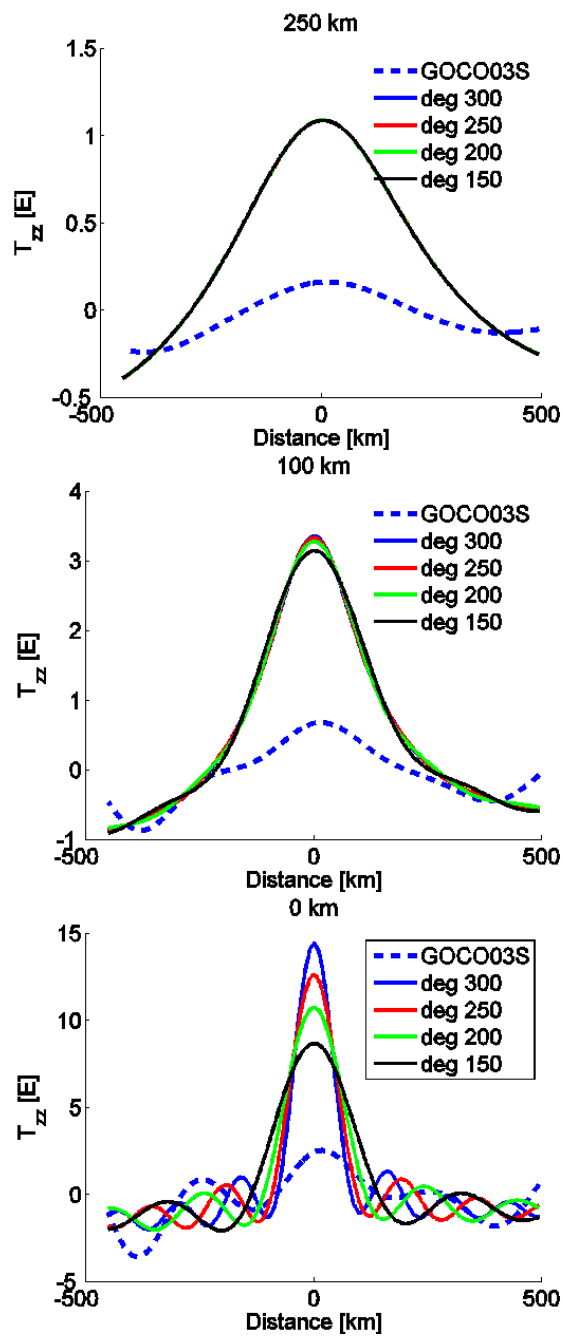 250 km
1.5
GOCO03S
deg 300
deg 250
1
deg 200
deg 150
T_zz [E]
0.5
0
-0.5
-500
0
500
Distance [km]
100 km
4
GOCO03S
deg 300
3
deg 250
deg 200
deg 150
2
T_zz [E]
1
0
-1
-500
0
500
Distance [km]
0 km
15
GOCO03S
deg 300
deg 250
10
deg 200
deg 150
T_zz [E]
5
0
-5
-500
0
500
Distance [km]